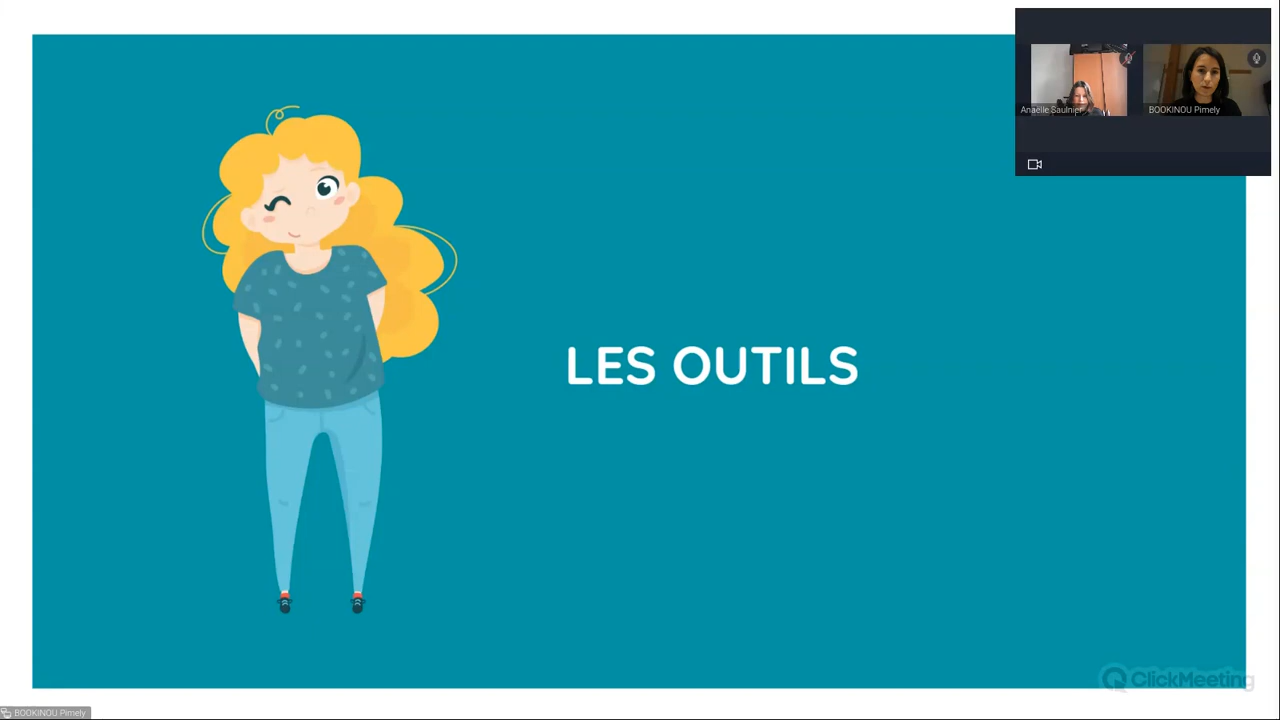 Anaëlle Saulnier
BOOKINOU Pimely
LES OUTILS
ClickMeeting
BOOKINOU Pimely